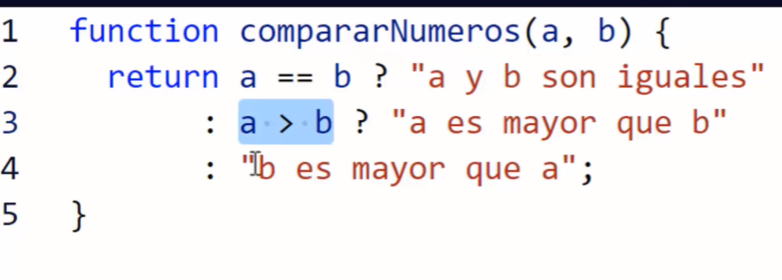 1 function compararNumeros(a, b) {
2 return a == b ? "a y b son iguales"
3 : a > b ? "a es mayor que b"
4 : "b es mayor que a";
5 }